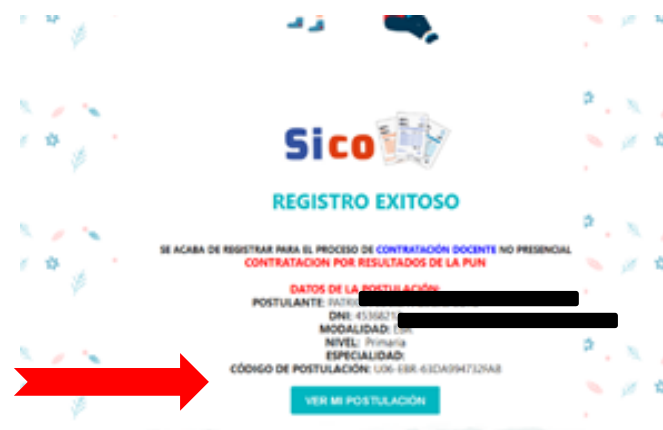 Sico
REGISTRO EXITOSO
SE ACABA DE REGISTRAR PARA EL PROCESO DE CONTRATACIÓN DOCENTE NO PRESENCIAL
CONTRATACION POR RESULTADOS DE LA PUN
DATOS DE LA POSTULACIÓN:
POSTULANTE:
DNI:
MODALIDAD:
NIVEL: Primaria
ESPECIALIDAD:
CÓDIGO DE POSTULACIÓN: U06-EBR-63DA994732FA8
VER MI POSTULACIÓN